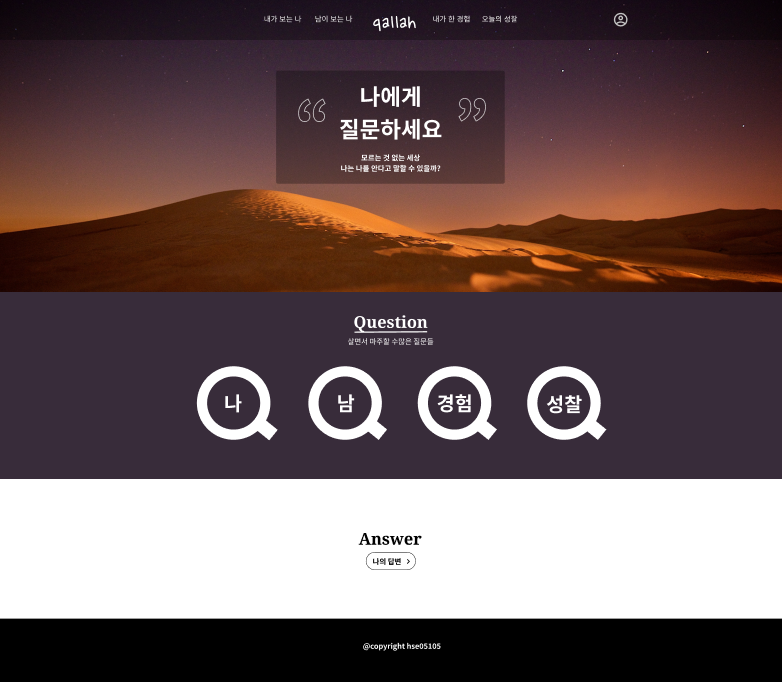 내가 보는 나 남이 보는 나 qallah 내가 한 경험 오늘의 성찰
“ 나에게 ”
질문하세요
모르는 것 없는 세상
나는 나를 안다고 말할 수 있을까?
Question
살면서 마주할 수많은 질문들
나 남 경험 성찰
Answer
나의 답변 >
@copyright hse05105